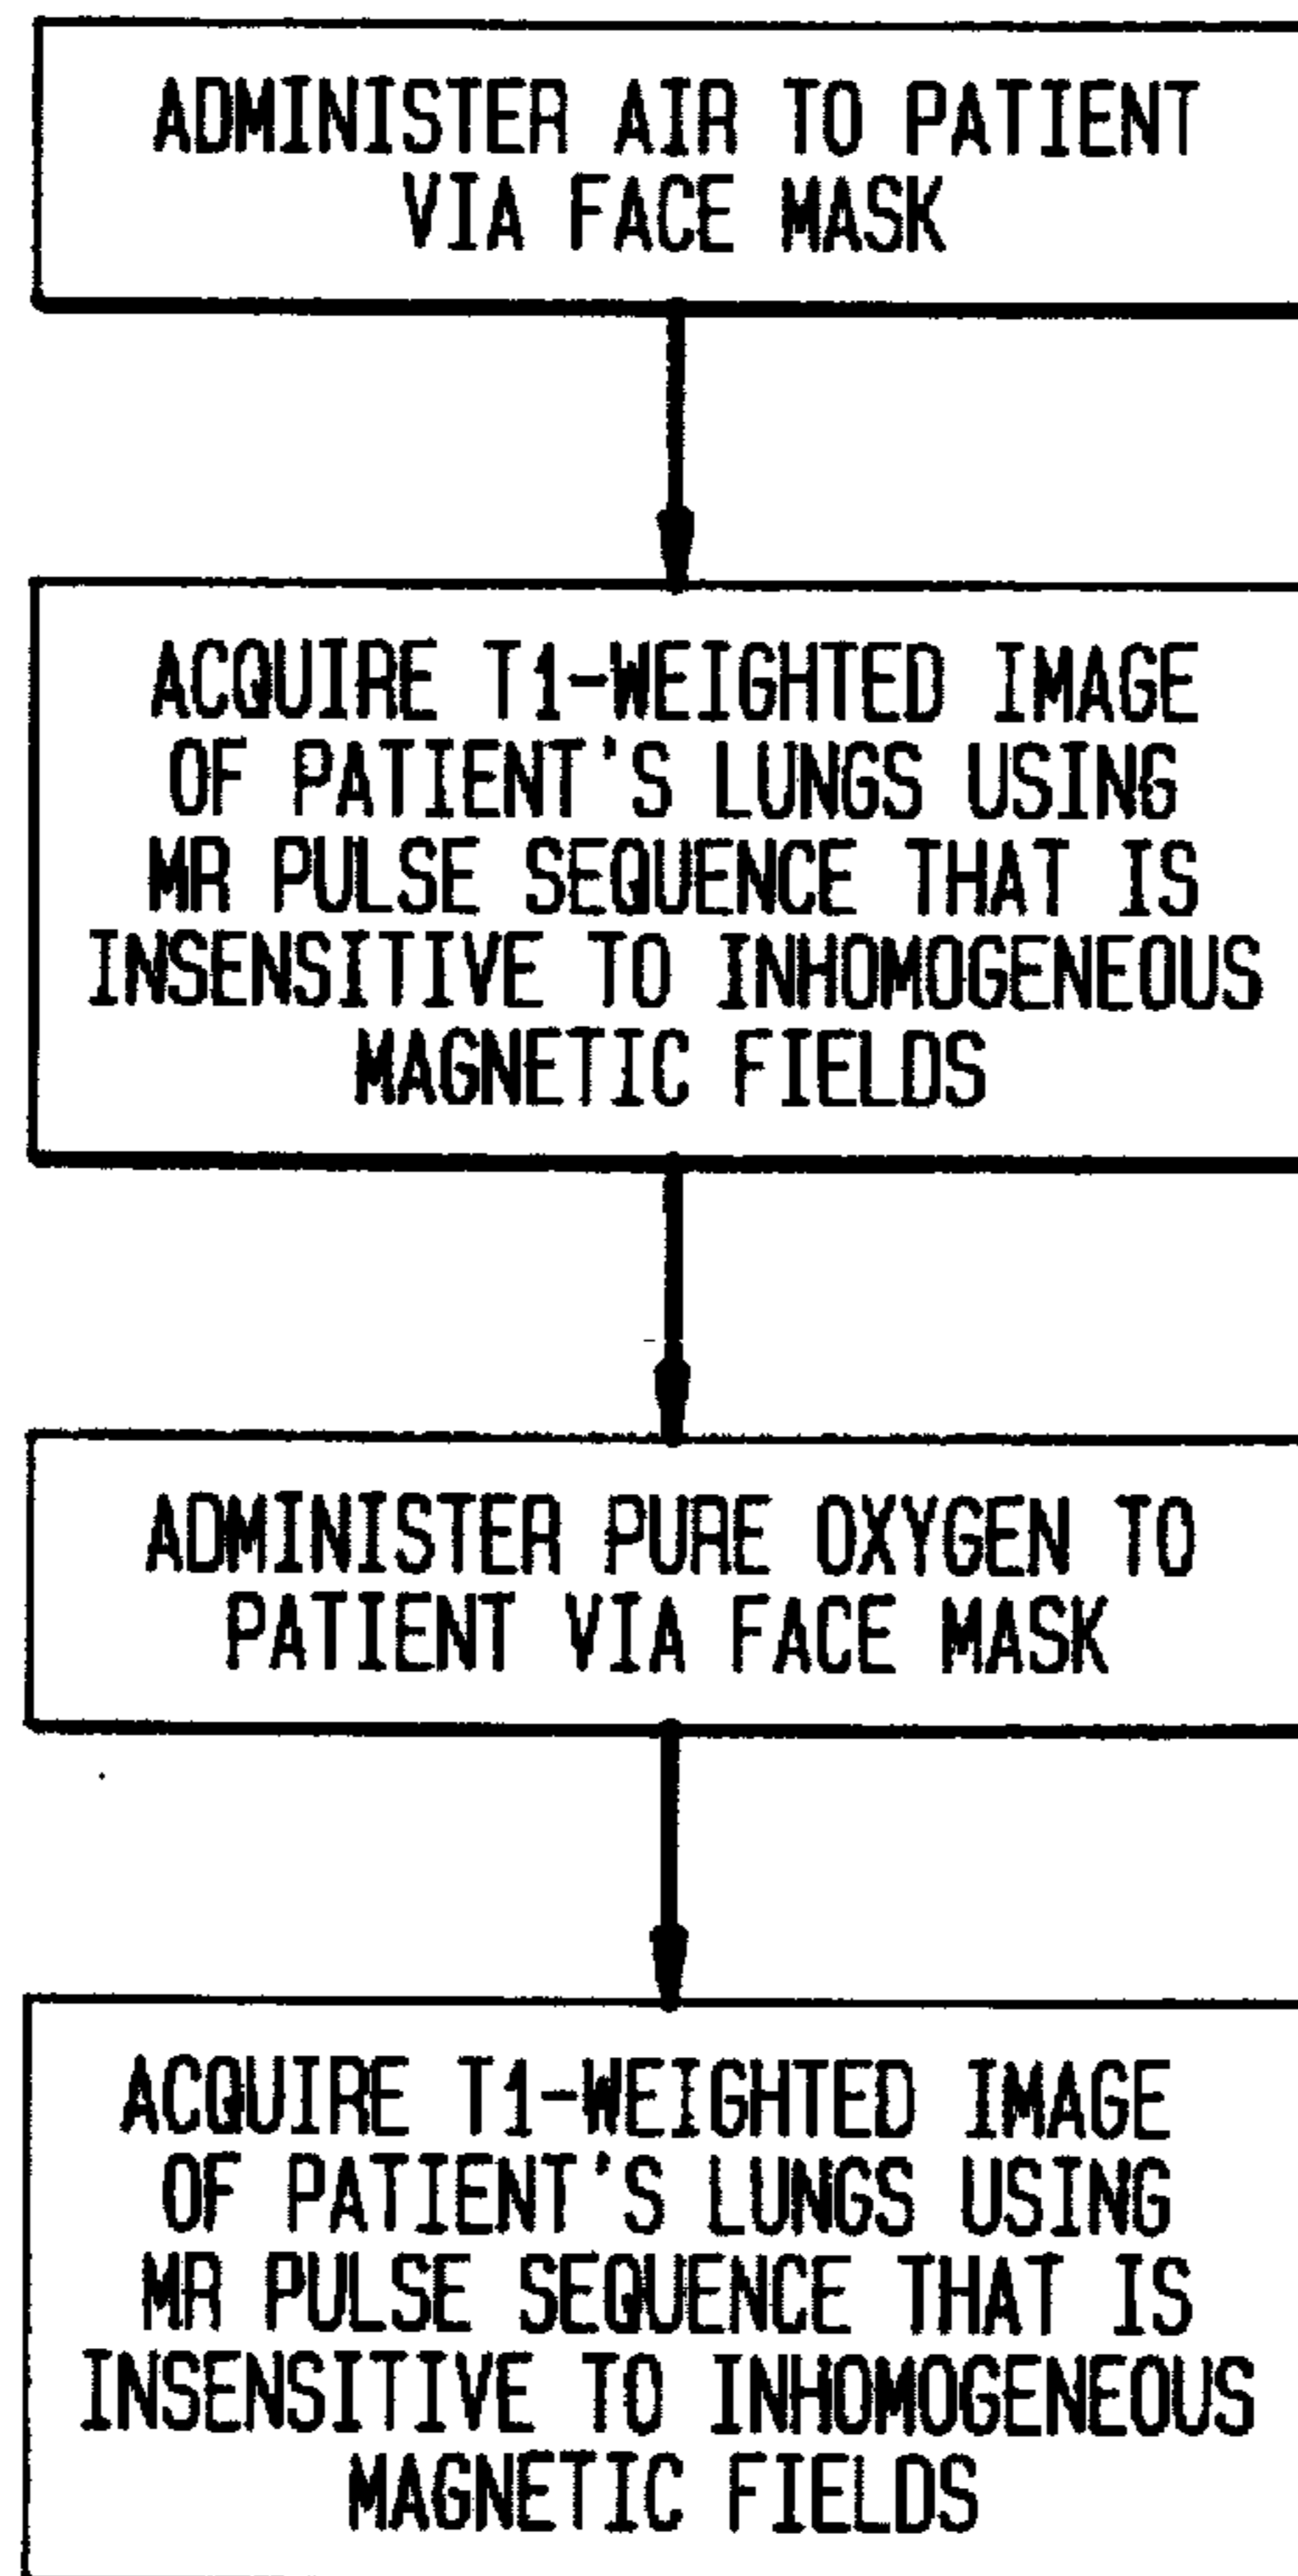 ADMINISTER AIR TO PATIENT
VIA FACE MASK
ACQUIRE T1-WEIGHTED IMAGE
OF PATIENT'S LUNGS USING
MR PULSE SEQUENCE THAT IS
INSENSITIVE TO INHOMOGENEOUS
MAGNETIC FIELDS
ADMINISTER PURE OXYGEN TO
PATIENT VIA FACE MASK
ACQUIRE T1-WEIGHTED IMAGE
OF PATIENT'S LUNGS USING
MR PULSE SEQUENCE THAT IS
INSENSITIVE TO INHOMOGENEOUS
MAGNETIC FIELDS